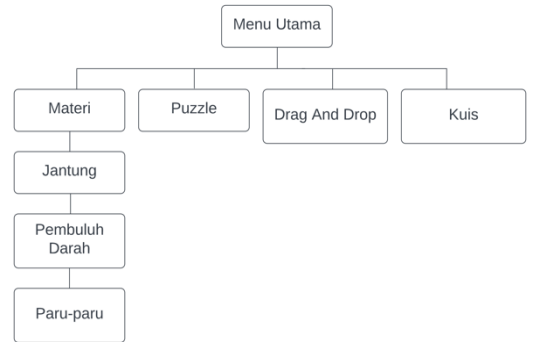 Menu Utama
Materi
Puzzle
Drag And Drop
Kuis
Jantung
Pembuluh
Darah
Paru-paru